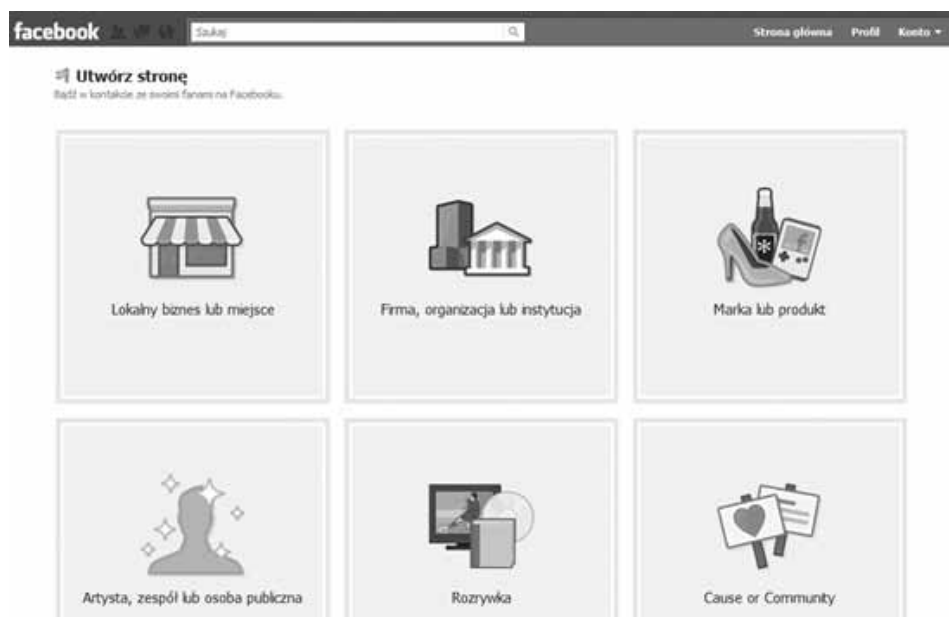 facebook
Szukaj
Strona główna Profil Konto
Utwórz stronę
Bądź w kontakcie ze swoimi fanami na Facebooku.
Lokalny biznes lub miejsce
Firma, organizacja lub instytucja
Marka lub produkt
Artysta, zespół lub osoba publiczna
Rozrywka
Cause or Community